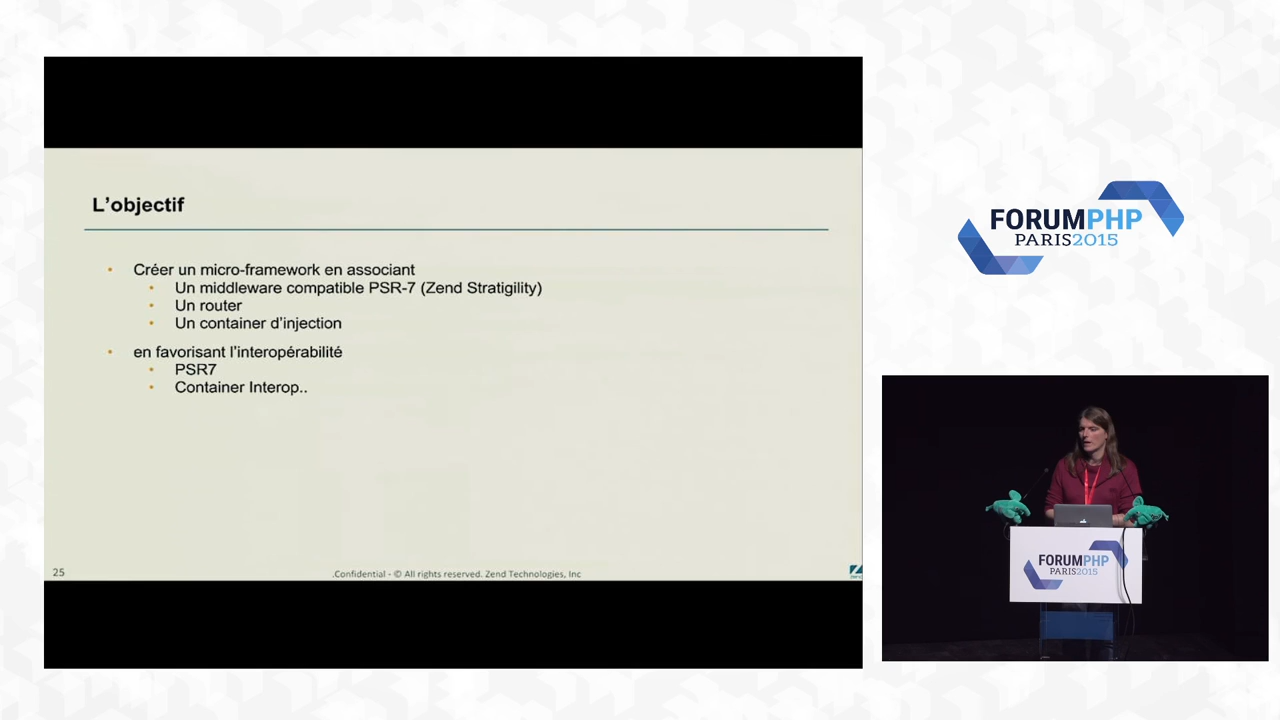 L'objectif
• Créer un micro-framework en associant
• Un middleware compatible PSR-7 (Zend Stratigility)
• Un router
• Un container d'injection
• en favorisant l'interopérabilité
• PSR7
• Container Interop..
25
.Confidential - © All rights reserved. Zend Technologies, Inc
FORUMPHP
PARIS2015
FORUMPHP
PARIS2015